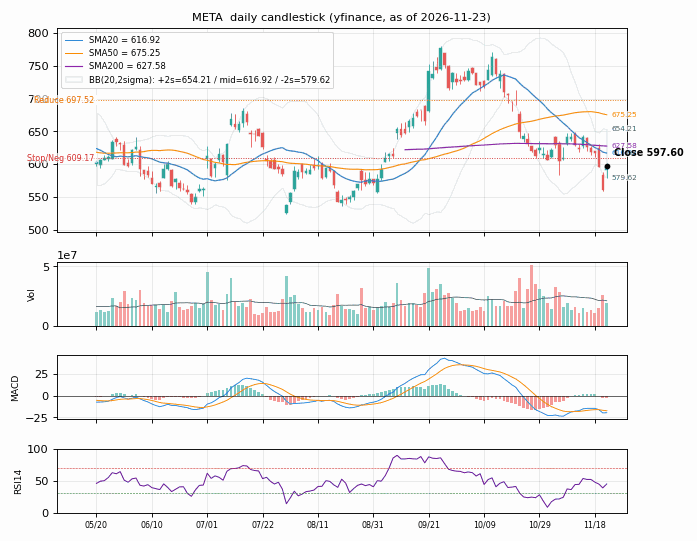 META daily candlestick (yfinance, as of 2026-11-23)
SMA20 = 616.92
SMA50 = 675.25
SMA200 = 627.58
BB(20,2sigma): +2s=654.21 / mid=616.92 / -2s=579.62
800
750
Reduce 697.52
650
Stop/Neg 609.17
600
550
500
675.25
654.21
627.58
Close 597.60
579.62
1e7
Vol
5
0
MACD
25
0
−25
RSI14
100
50
0
05/20 06/10 07/01 07/22 08/11 08/31 09/21 10/09 10/29 11/18